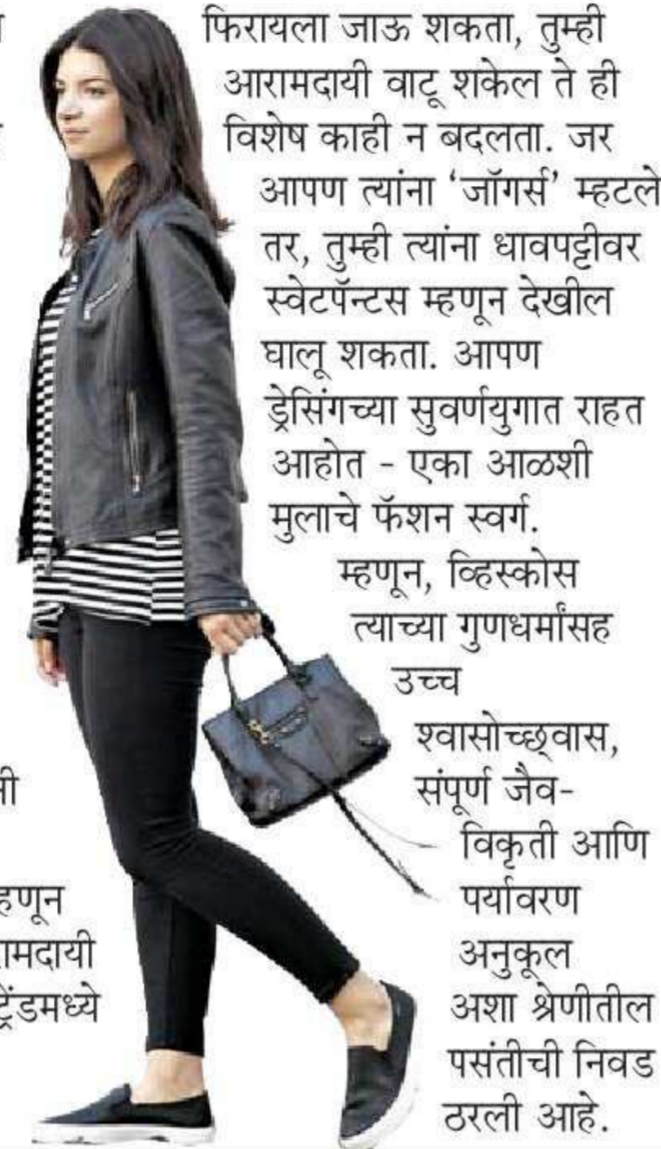 फिरायला जाऊ शकता, तुम्ही
आरामदायी वाटू शकेल ते ही
विशेष काही न बदलता. जर
आपण त्यांना ‘जॉगर्स’ म्हटले
तर, तुम्ही त्यांना धावपट्टीवर
स्वेटपॅन्टस म्हणून देखील
घालू शकता. आपण
ड्रेसिंगच्या सुवर्णयुगात राहत
आहोत - एका आळशी
मुलाचे फॅशन स्वर्ग.
म्हणून, व्हिस्कोस
त्याच्या गुणधर्मांसह
उच्च
श्वासोच्छ्वास,
संपूर्ण जैव-
विकृती आणि
पर्यावरण
अनुकूल
अशा श्रेणीतील
पसंतीची निवड
ठरली आहे.